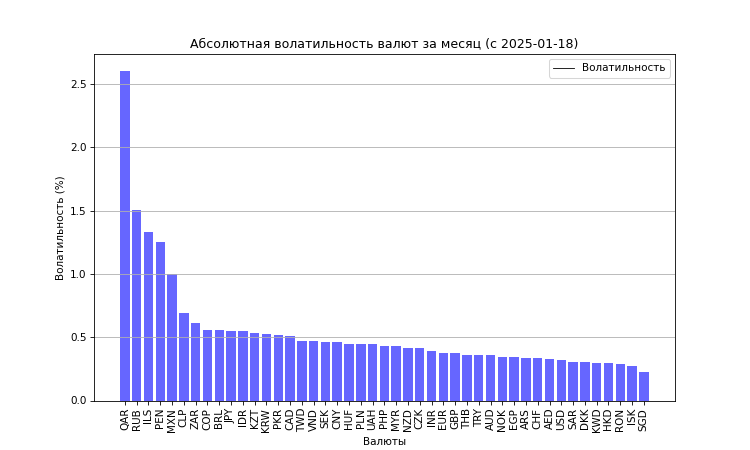 Абсолютная волатильность валют за месяц (с 2025-01-18)
Волатильность
Волатильность (%)
2.5
2.0
1.5
1.0
0.5
0.0
QAR RUB ILS PEN MXN CLP ZAR COP BRL JPY IDR KZT KRW PKR CAD TWD VND SEK CNY HUF PLN UAH PHP MYR NZD CZK INR EUR GBP THB TRY AUD NOK EGP ARS CHF AED USD SAR DKK KWD HKD RON ISK SGD
Валюты